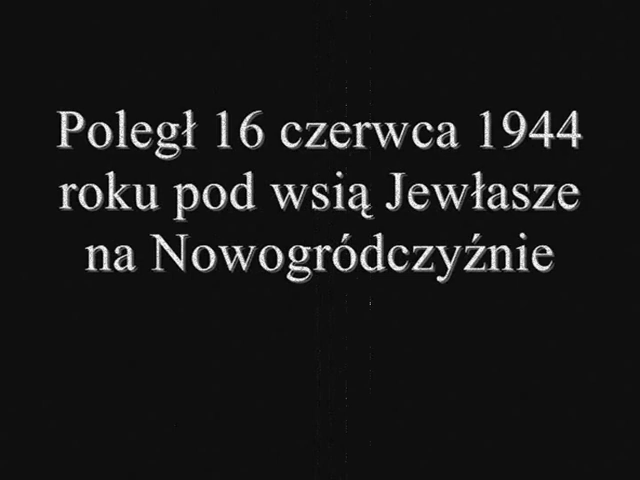 Poległ 16 czerwca 1944
roku pod wsią Jewłasze
na Nowogródczyźnie